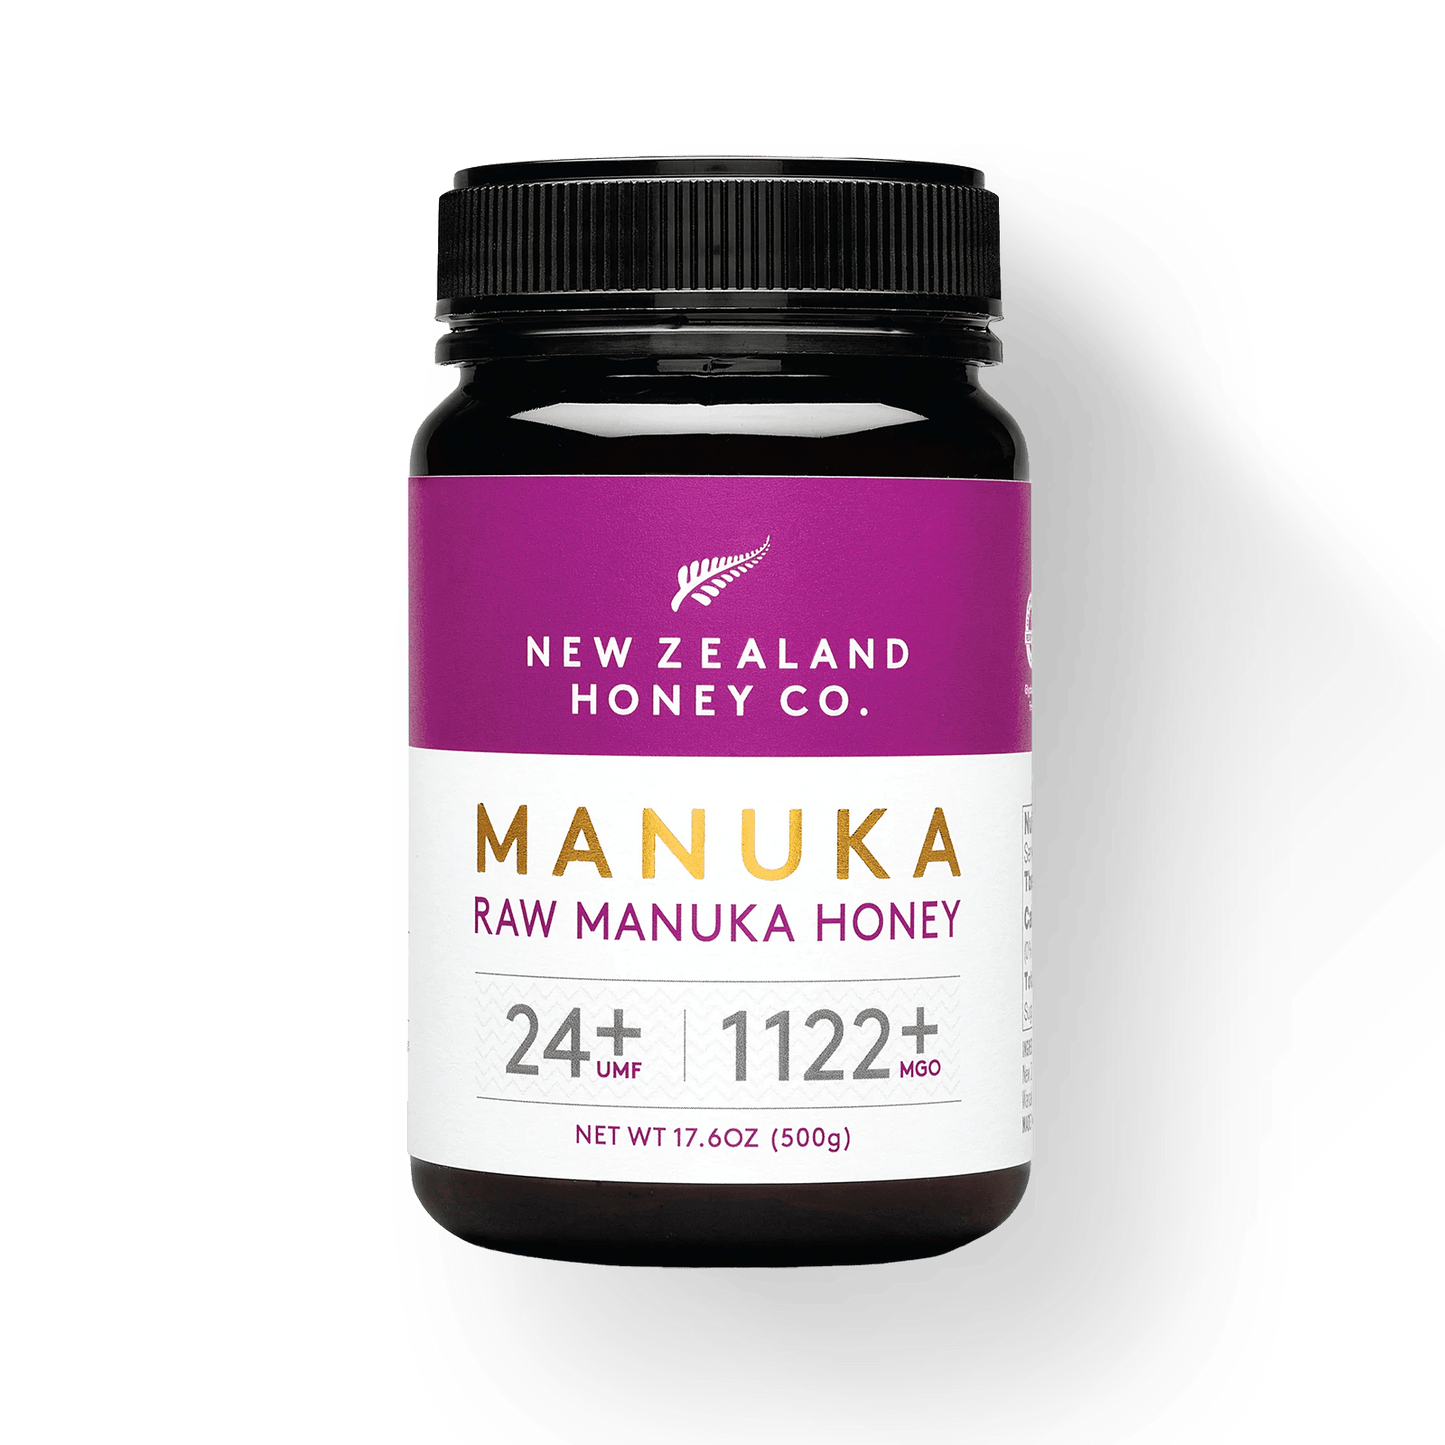 NEW ZEALAND
HONEY CO.
MANUKA
RAW MANUKA HONEY
24+ UMF | 1122+ MGO
NET WT 17.6OZ (500g)